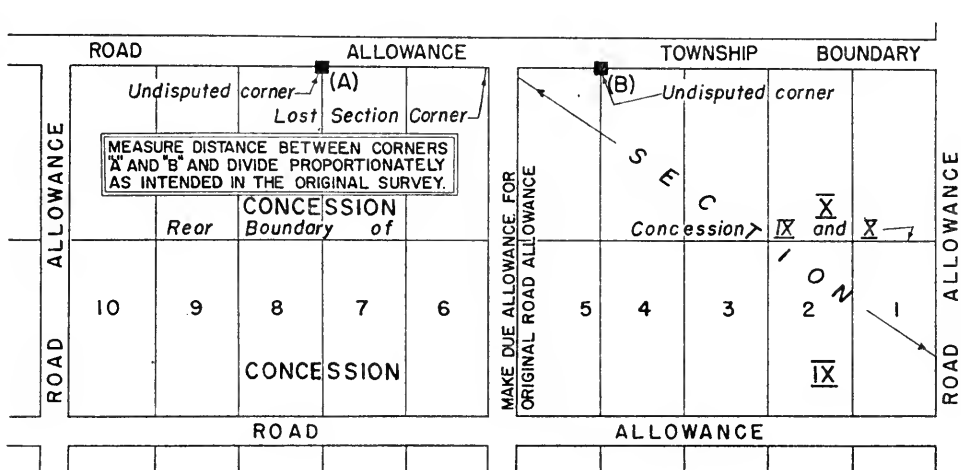 ROAD ALLOWANCE TOWNSHIP BOUNDARY
Undisputed corner (A)
(B) Undisputed corner
Lost Section Corner
MEASURE DISTANCE BETWEEN CORNERS
"A" AND "B" AND DIVIDE PROPORTIONATELY
AS INTENDED IN THE ORIGINAL SURVEY.
ROAD ALLOWANCE
MAKE DUE ALLOWANCE FOR
ORIGINAL ROAD ALLOWANCE
SECTION
ROAD ALLOWANCE
CONCESSION X
Rear Boundary of Concession IX and X
10 9 8 7 6 5 4 3 2 1
CONCESSION IX
ROAD ALLOWANCE